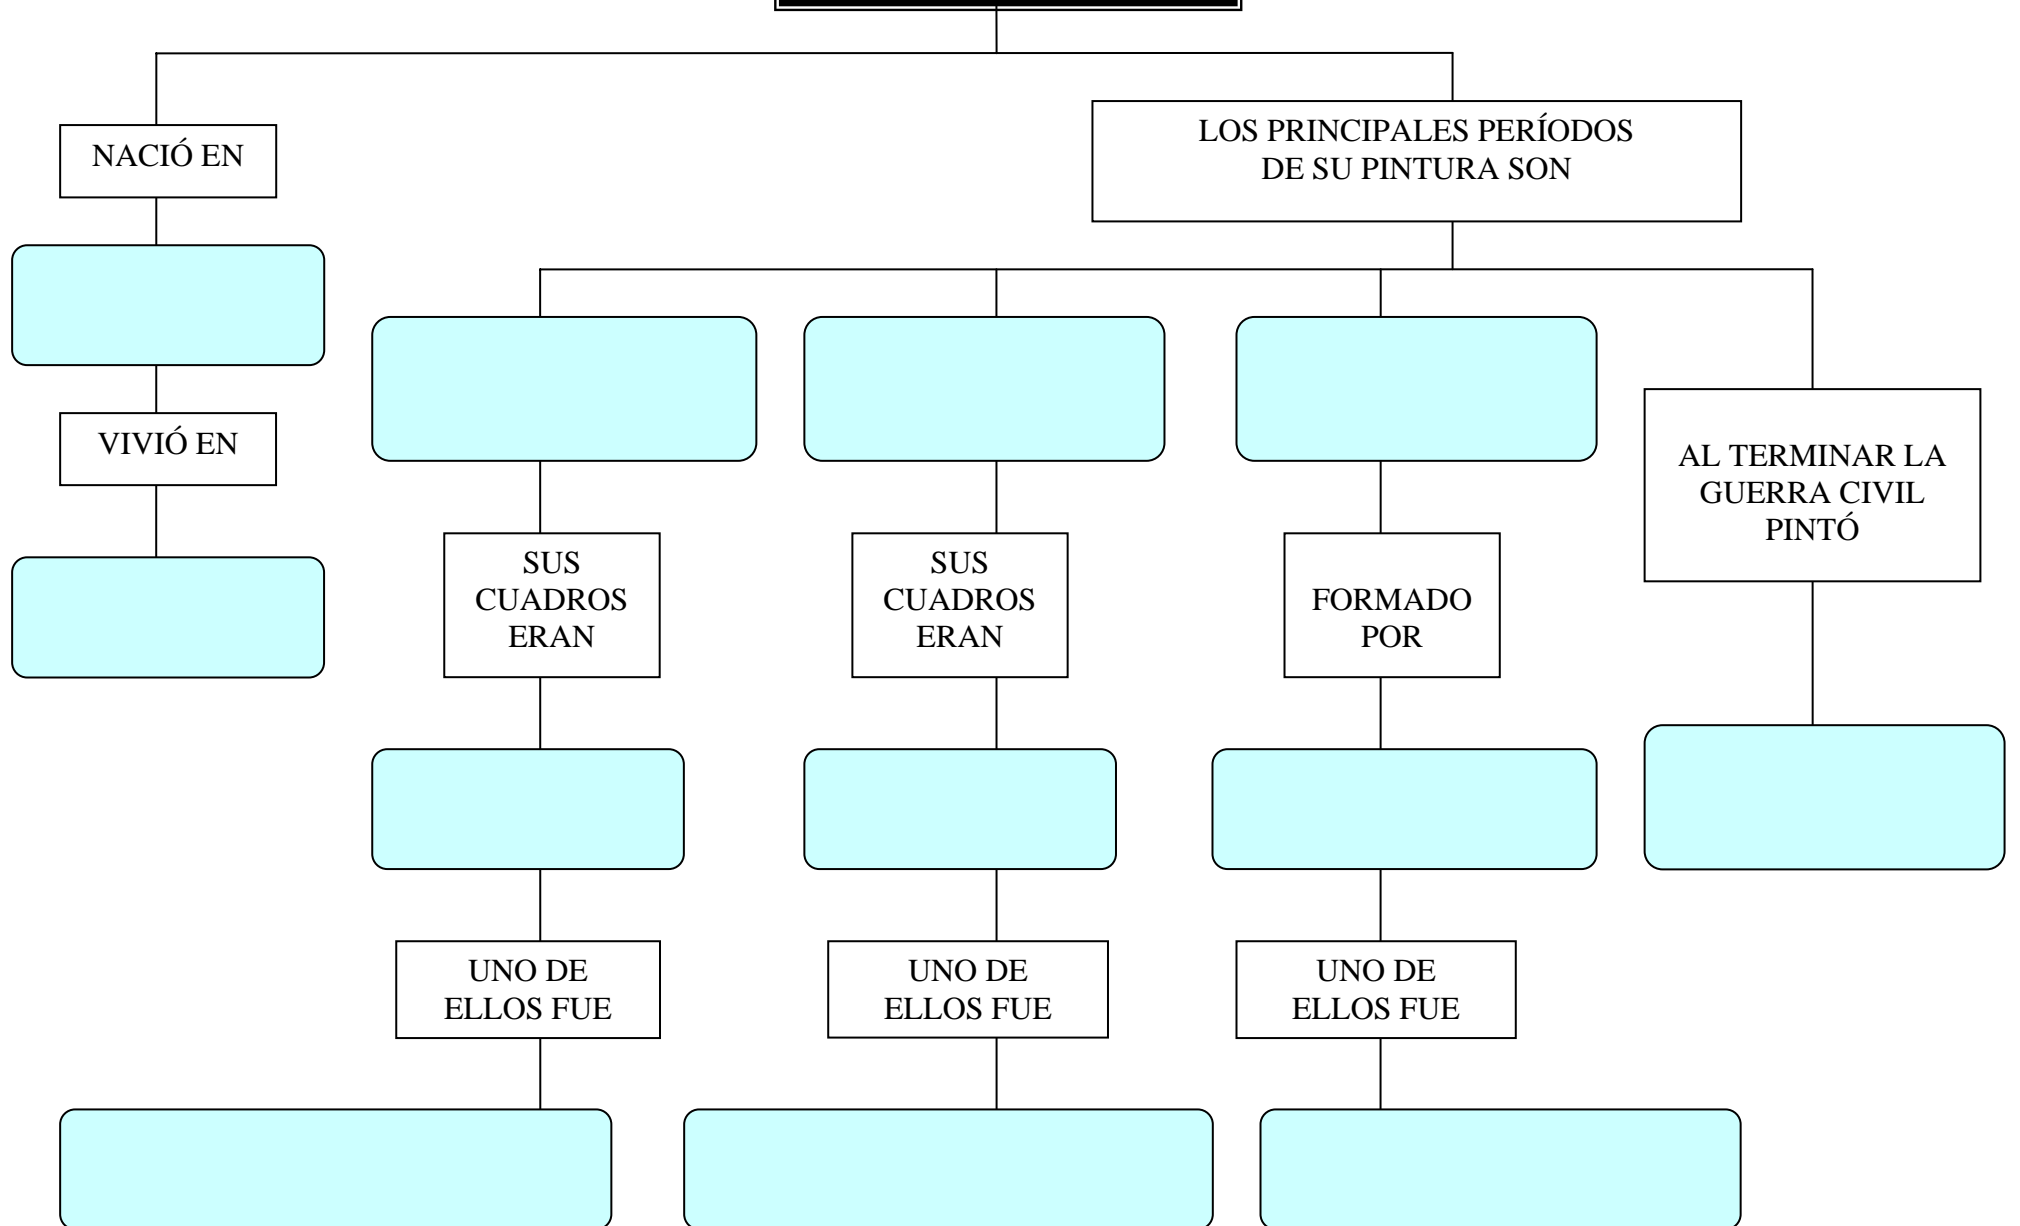 NACIÓ EN
LOS PRINCIPALES PERÍODOS
DE SU PINTURA SON
VIVIÓ EN
AL TERMINAR LA
GUERRA CIVIL
PINTÓ
SUS
CUADROS
ERAN
SUS
CUADROS
ERAN
FORMADO
POR
UNO DE
ELLOS FUE
UNO DE
ELLOS FUE
UNO DE
ELLOS FUE